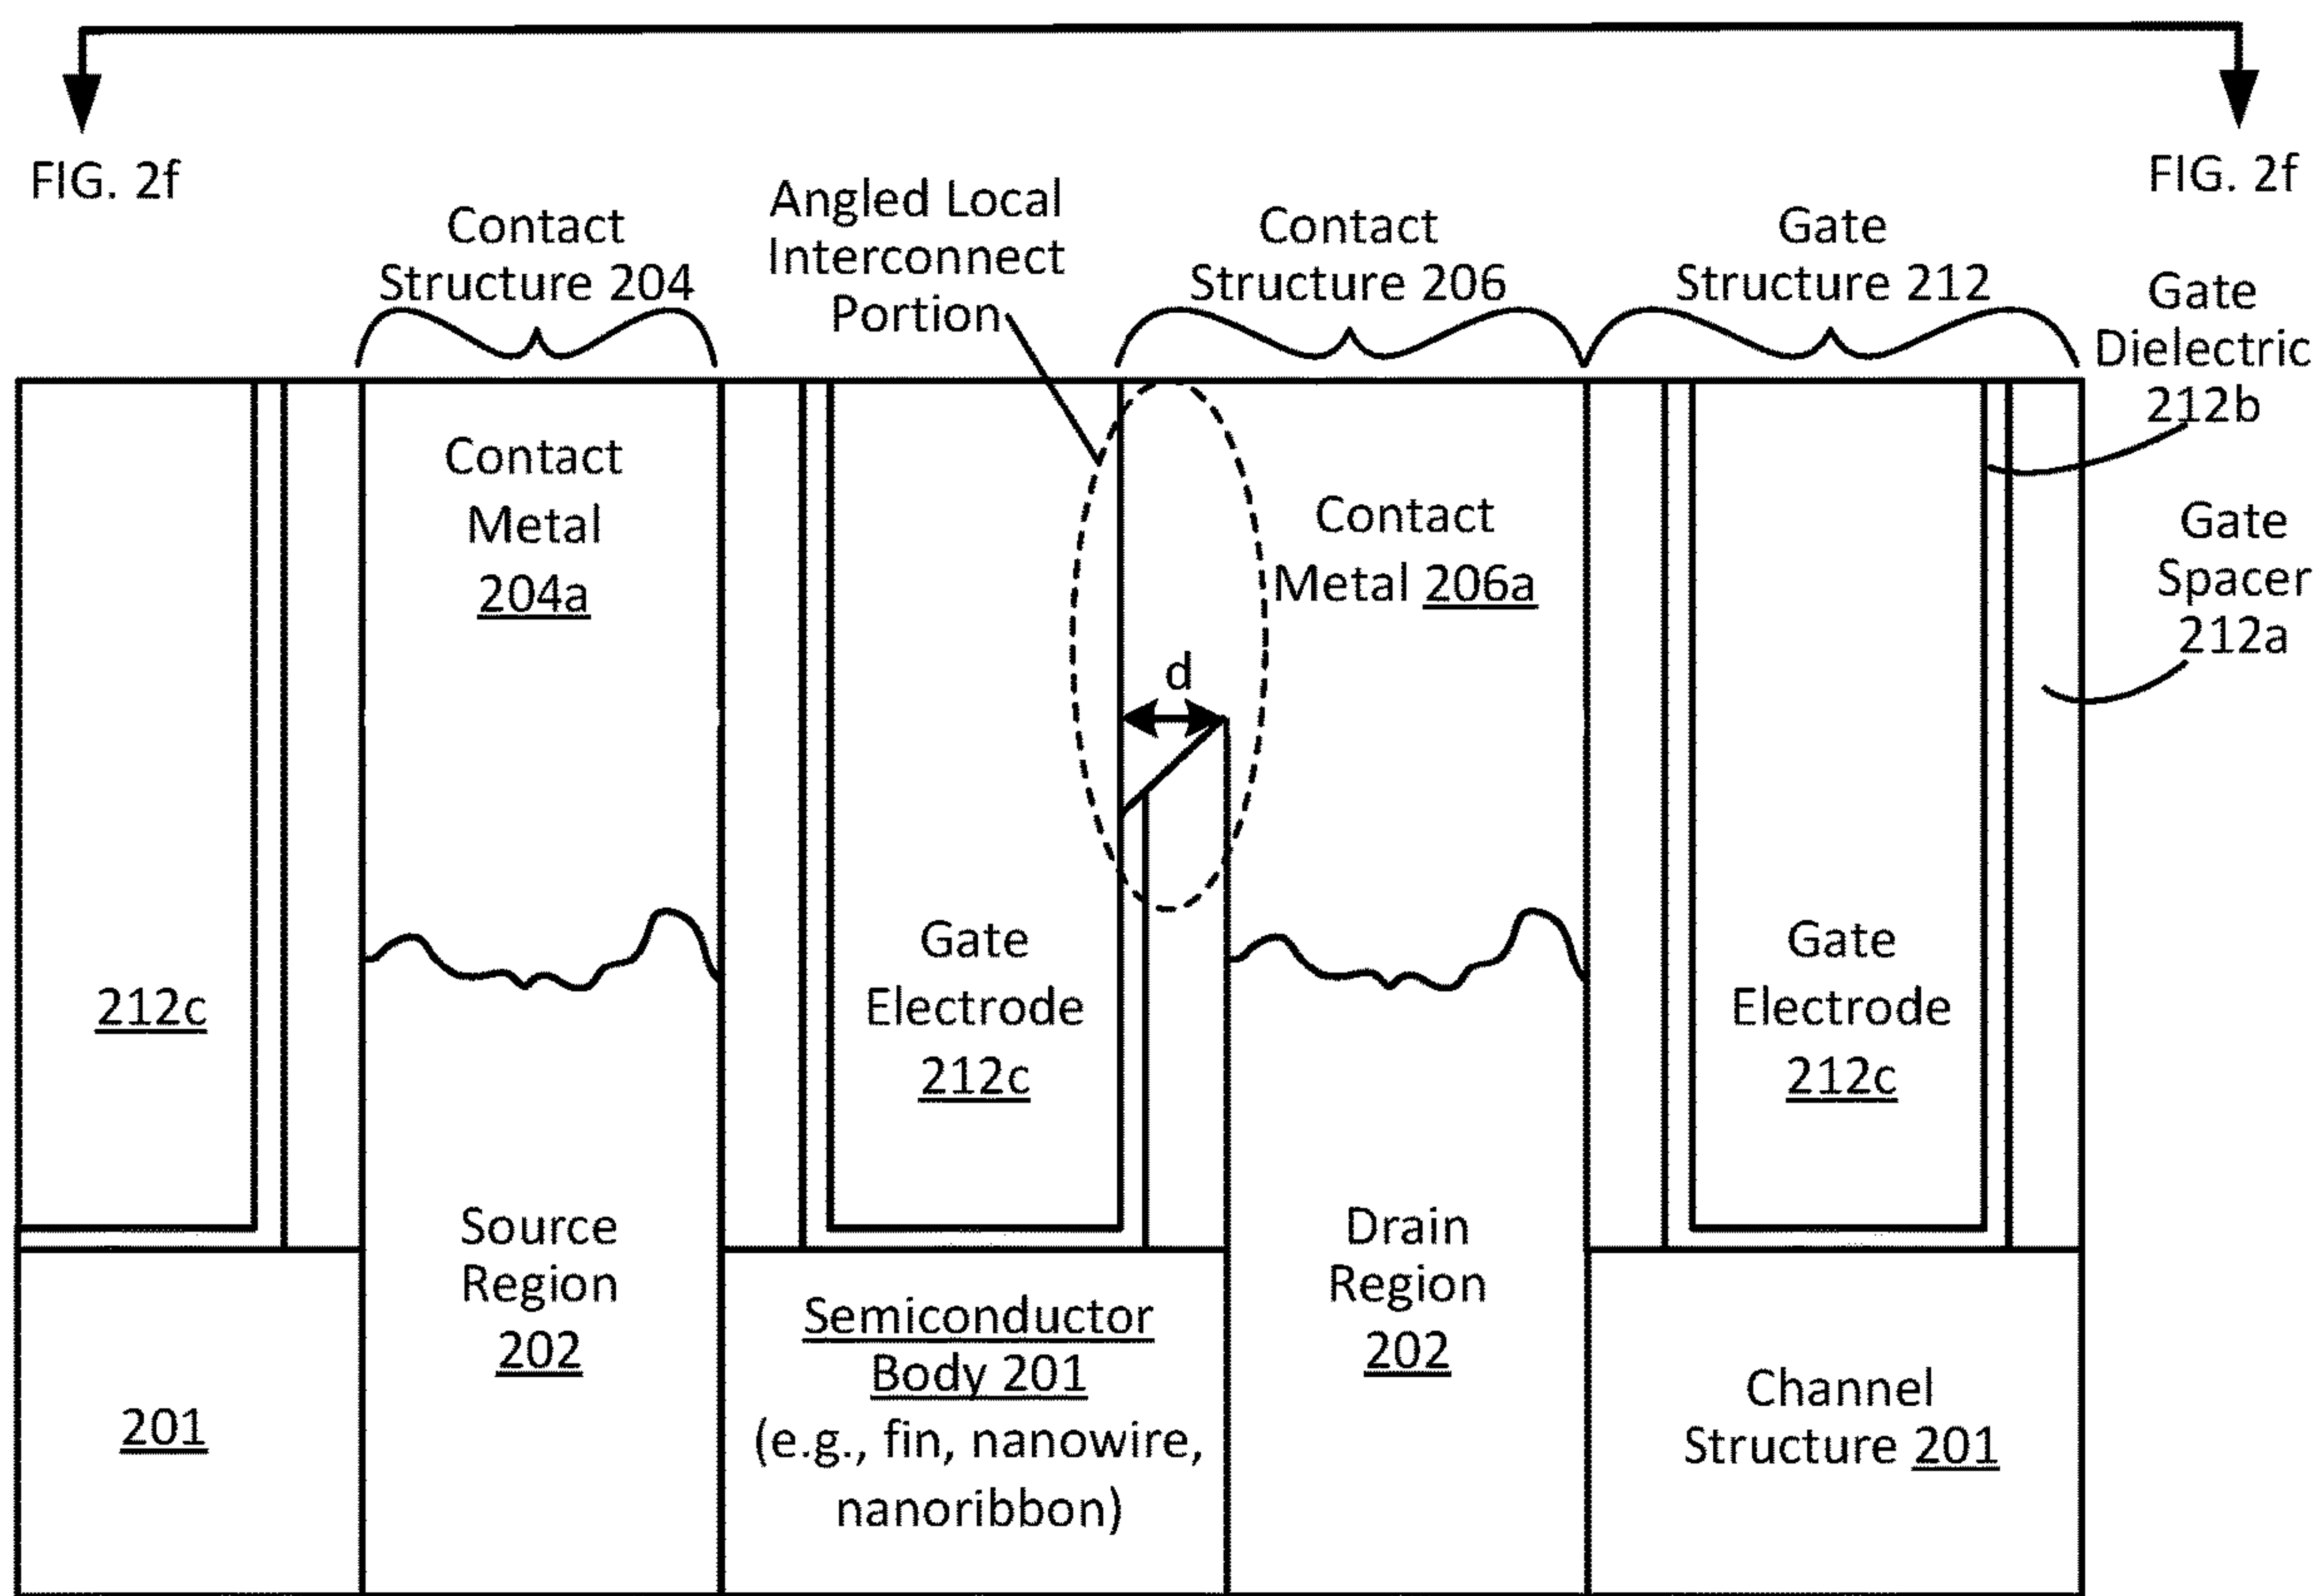 FIG. 2f
FIG. 2f
Contact
Structure 204
Angled Local
Interconnect
Portion
Contact
Structure 206
Gate
Structure 212
Gate
Dielectric
212b
Contact
Metal
204a
Contact
Metal 206a
Gate
Spacer
212a
d
212c
Gate
Electrode
212c
Gate
Electrode
212c
201
Source
Region
202
Semiconductor
Body 201
(e.g., fin, nanowire,
nanoribbon)
Drain
Region
202
Channel
Structure 201